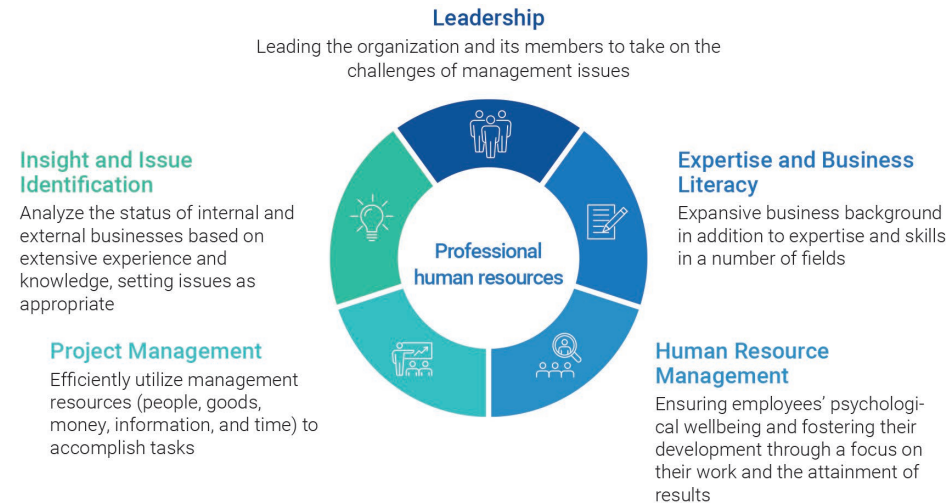 Leadership
Leading the organization and its members to take on the
challenges of management issues
Insight and Issue
Identification
Analyze the status of internal and
external businesses based on
extensive experience and
knowledge, setting issues as
appropriate
Expertise and Business
Literacy
Expansive business background
in addition to expertise and skills
in a number of fields
Professional
human resources
Project Management
Efficiently utilize management
resources (people, goods,
money, information, and time) to
accomplish tasks
Human Resource
Management
Ensuring employees’ psychologi-
cal wellbeing and fostering their
development through a focus on
their work and the attainment of
results